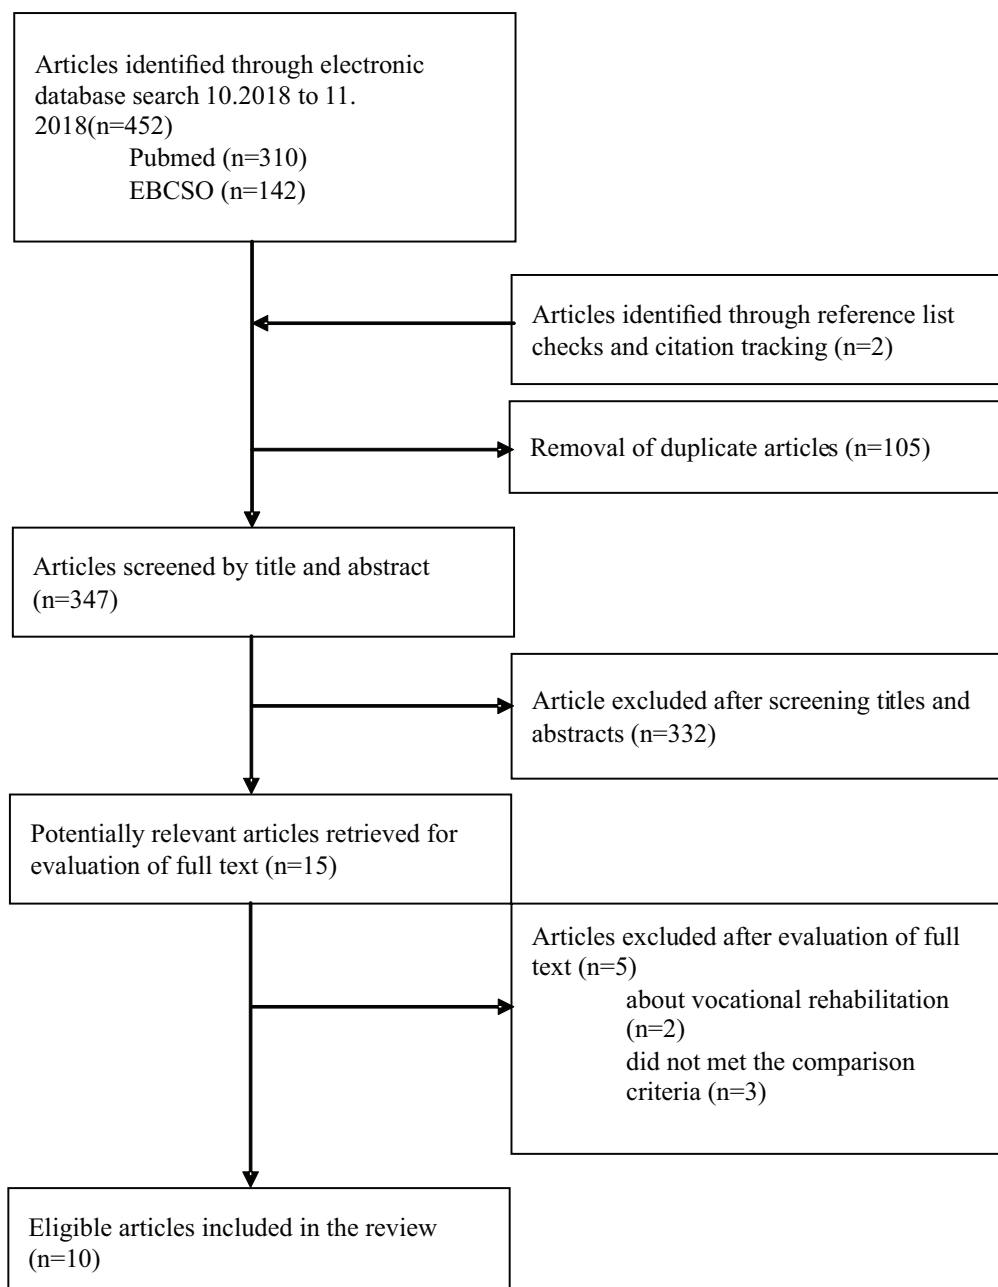 Articles identified through electronic
database search 10.2018 to 11.
2018(n=452)
Pubmed (n=310)
EBCSO (n=142)
Articles identified through reference list
checks and citation tracking (n=2)
Removal of duplicate articles (n=105)
Articles screened by title and abstract
(n=347)
Article excluded after screening titles and
abstracts (n=332)
Potentially relevant articles retrieved for
evaluation of full text (n=15)
Articles excluded after evaluation of full
text (n=5)
about vocational rehabilitation
(n=2)
did not met the comparison
criteria (n=3)
Eligible articles included in the review
(n=10)